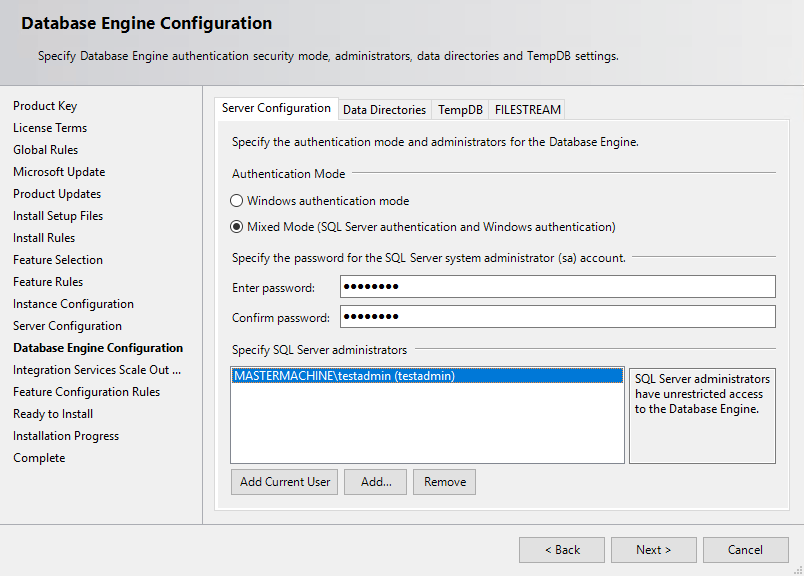 Database Engine Configuration
Specify Database Engine authentication security mode, administrators, data directories and TempDB settings.
Product Key
License Terms
Global Rules
Microsoft Update
Product Updates
Install Setup Files
Install Rules
Feature Selection
Feature Rules
Instance Configuration
Server Configuration
Database Engine Configuration
Integration Services Scale Out ...
Feature Configuration Rules
Ready to Install
Installation Progress
Complete
Server Configuration Data Directories TempDB FILESTREAM
Specify the authentication mode and administrators for the Database Engine.
Authentication Mode
Windows authentication mode
Mixed Mode (SQL Server authentication and Windows authentication)
Specify the password for the SQL Server system administrator (sa) account.
Enter password: ●●●●●●●●
Confirm password: ●●●●●●●●
Specify SQL Server administrators
MASTERMACHINE\testadmin (testadmin)
SQL Server administrators
have unrestricted access
to the Database Engine.
Add Current User Add... Remove
< Back Next > Cancel